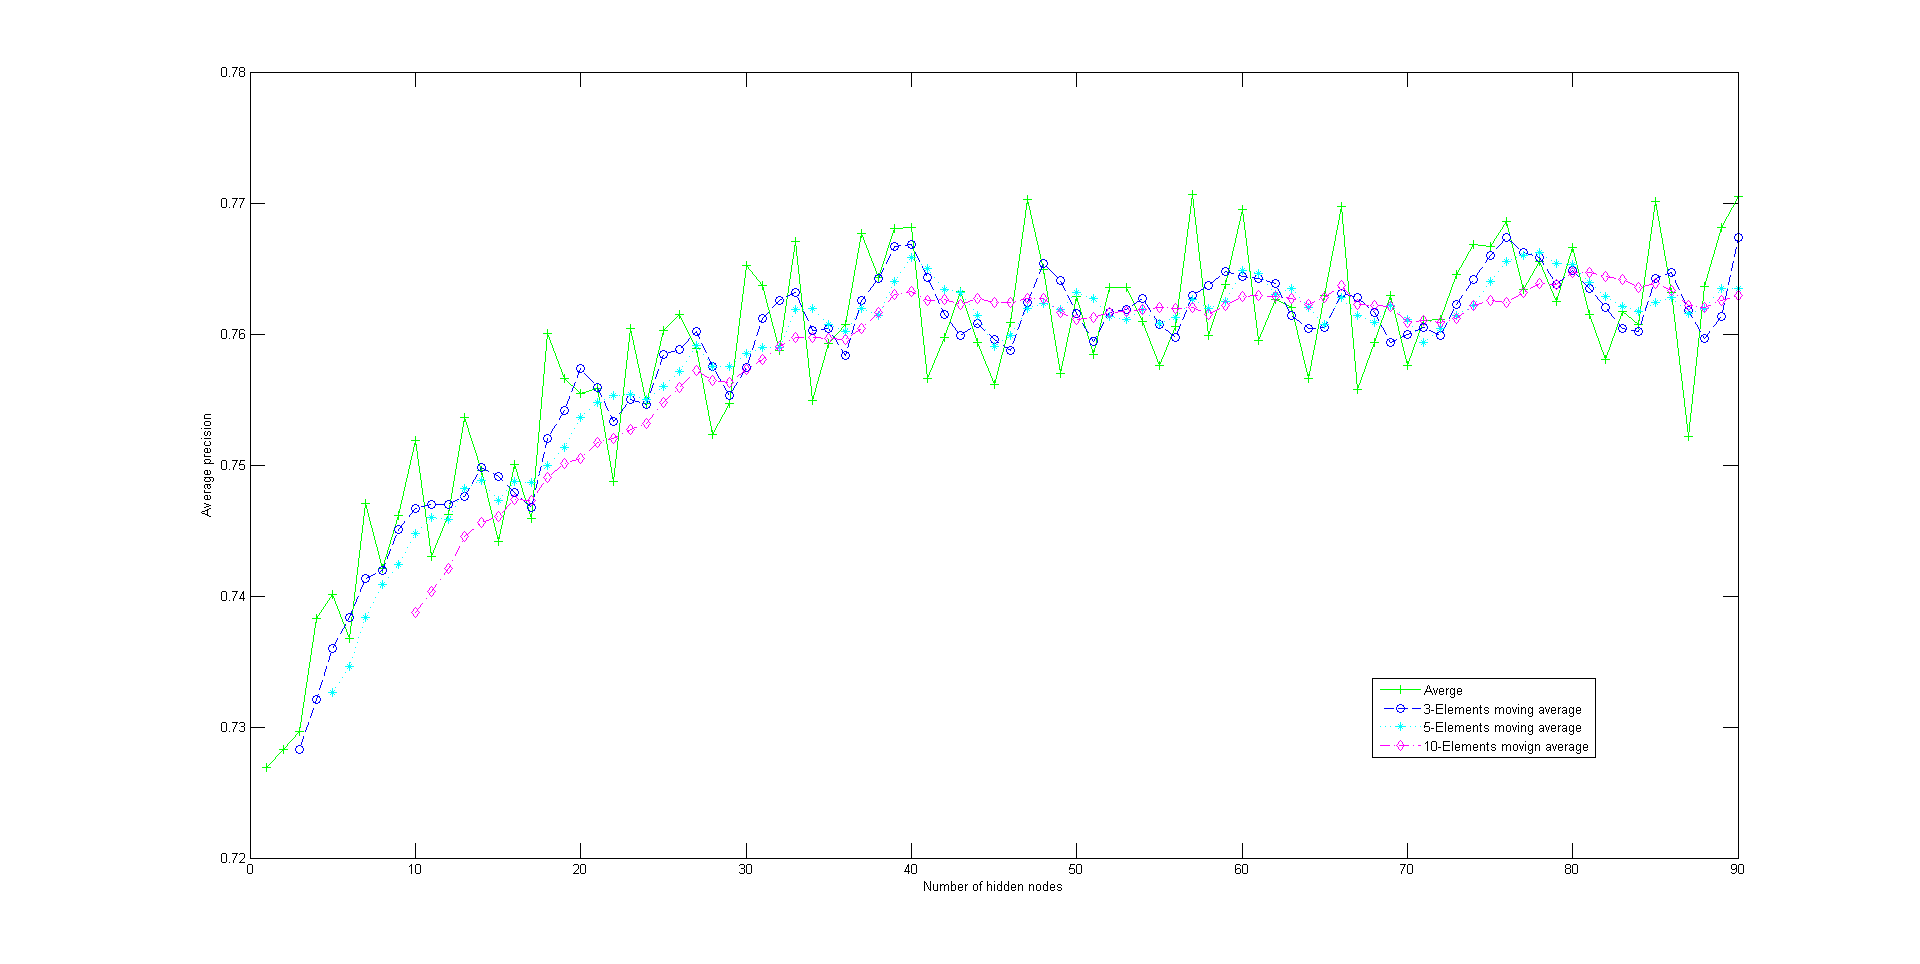 0.78
0.77
0.76
0.75
0.74
0.73
0.72
Average precision
0 10 20 30 40 50 60 70 80 90
Number of hidden nodes
Averge
3-Elements moving average
5-Elements moving average
10-Elements movign average